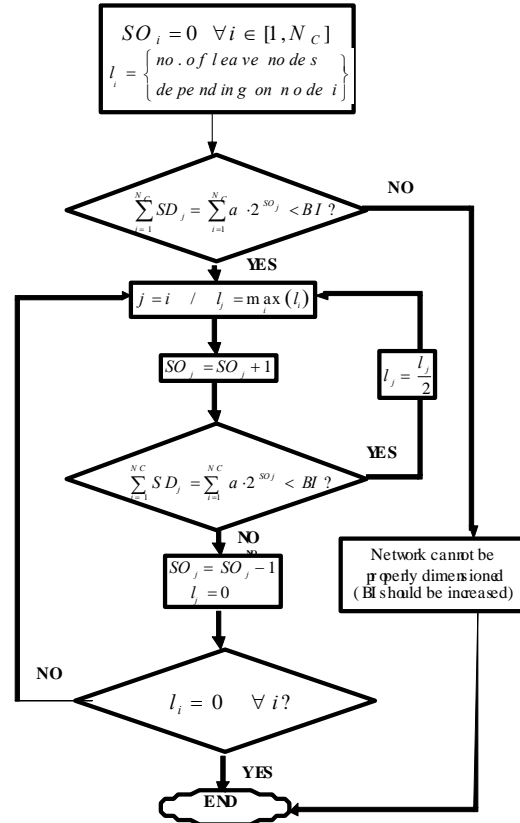 SO_i = 0 ∀i ∈ [1, N_C]
l_i = { no. of leave nodes
depending on node i }
∑_{i=1}^{N_C} SD_j = ∑_{i=1}^{N_C} a · 2^{SO_j} < BI ?
NO
YES
j = i / l_j = max_i (l_i)
SO_j = SO_j + 1
l_j = l_j / 2
∑_{i=1}^{NC} SD_j = ∑_{i=1}^{NC} a · 2^{SO_j} < BI ?
YES
NO
SO_j = SO_j − 1
l_j = 0
Network cannot be
properly dimensioned
(BI should be increased)
NO
l_i = 0 ∀ i?
YES
END